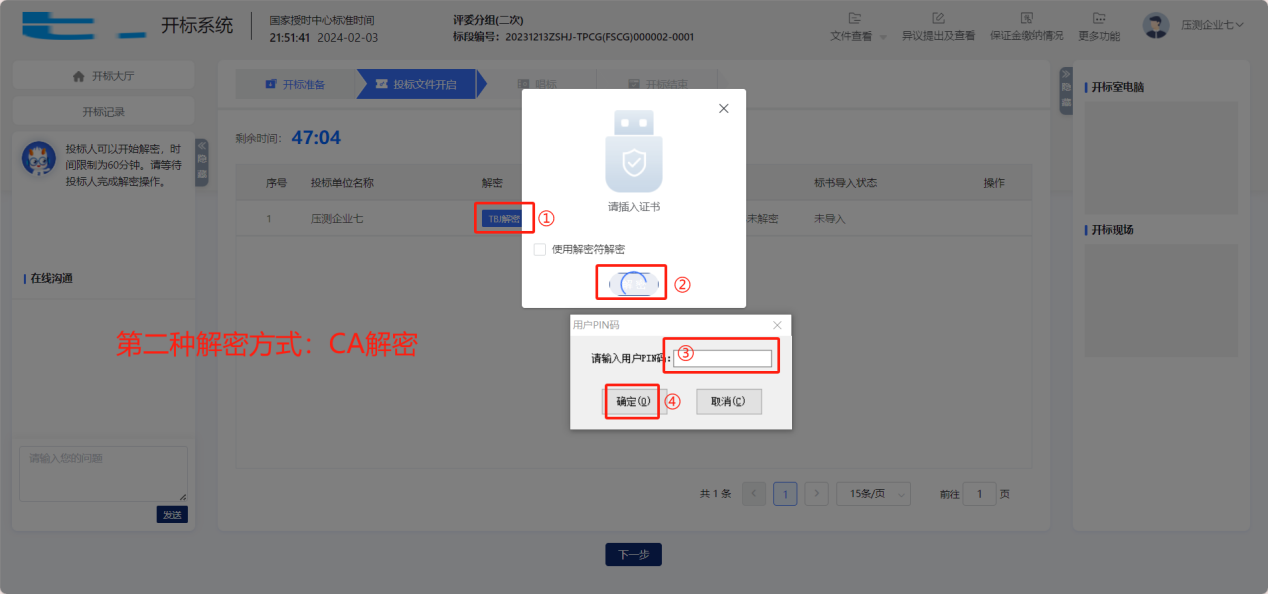 开标系统
国家授时中心标准时间
21:51:41 2024-02-03
评委分组(二次)
标段编号：20231213ZSHJ-TPCG(FSCG)000002-0001
文件查看
异议提出及查看
保证金缴纳情况
更多功能
压测企业七
开标大厅
开标记录
投标人可以开始解密，时
间限制为60分钟。请等待
投标人完成解密操作。
隐藏
在线沟通
请输入您的问题
发送
开标准备
投标文件开启
唱标
开标结束
剩余时间：
47:04
序号 投标单位名称 解密 标书导入状态 操作
1 压测企业七 TBJ解密 ① 未解密 未导入
请插入证书
使用解密符解密
②
用户PIN码
请输入用户PIN码:
③
确定(O)
④
取消(C)
第二种解密方式：CA解密
共 1 条 1 15条/页 前往 1 页
下一步
隐藏
开标室电脑
开标现场